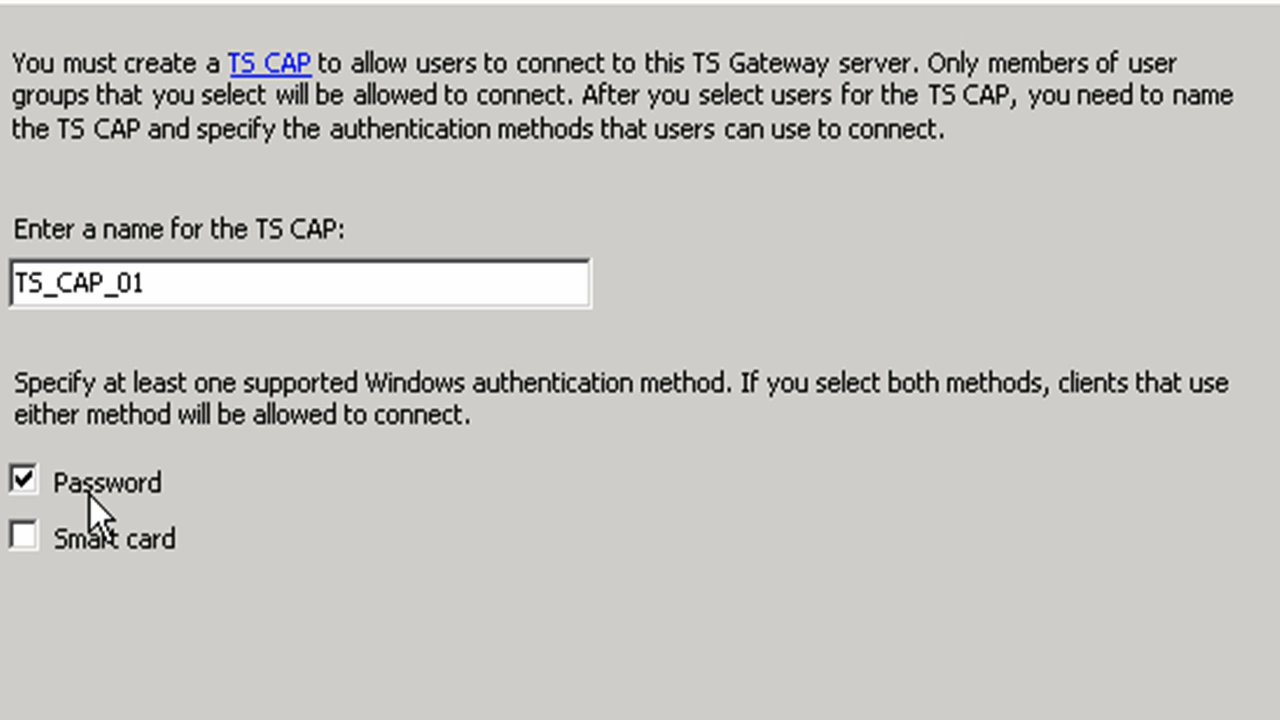 You must create a TS CAP to allow users to connect to this TS Gateway server. Only members of user
groups that you select will be allowed to connect. After you select users for the TS CAP, you need to name
the TS CAP and specify the authentication methods that users can use to connect.
Enter a name for the TS CAP:
TS_CAP_01
Specify at least one supported Windows authentication method. If you select both methods, clients that use
either method will be allowed to connect.
Password
Smart card